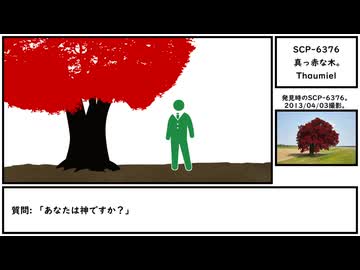 SCP-6376
真っ赤な木。
Thaumiel
発見時のSCP-6376。
2013/04/03撮影。
質問: 「あなたは神ですか？」